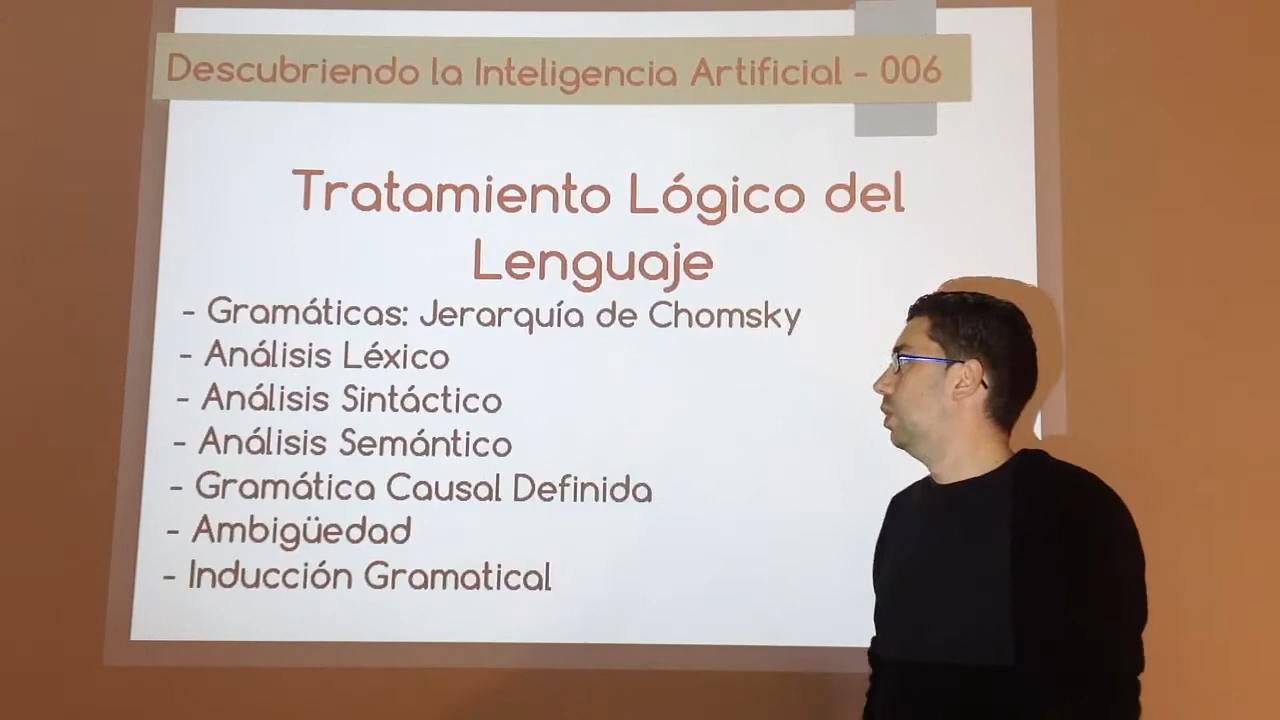 Descubriendo la Inteligencia Artificial - 006
Tratamiento Lógico del
Lenguaje
- Gramáticas: Jerarquía de Chomsky
- Análisis Léxico
- Análisis Sintáctico
- Análisis Semántico
- Gramática Causal Definida
- Ambigüedad
- Inducción Gramatical